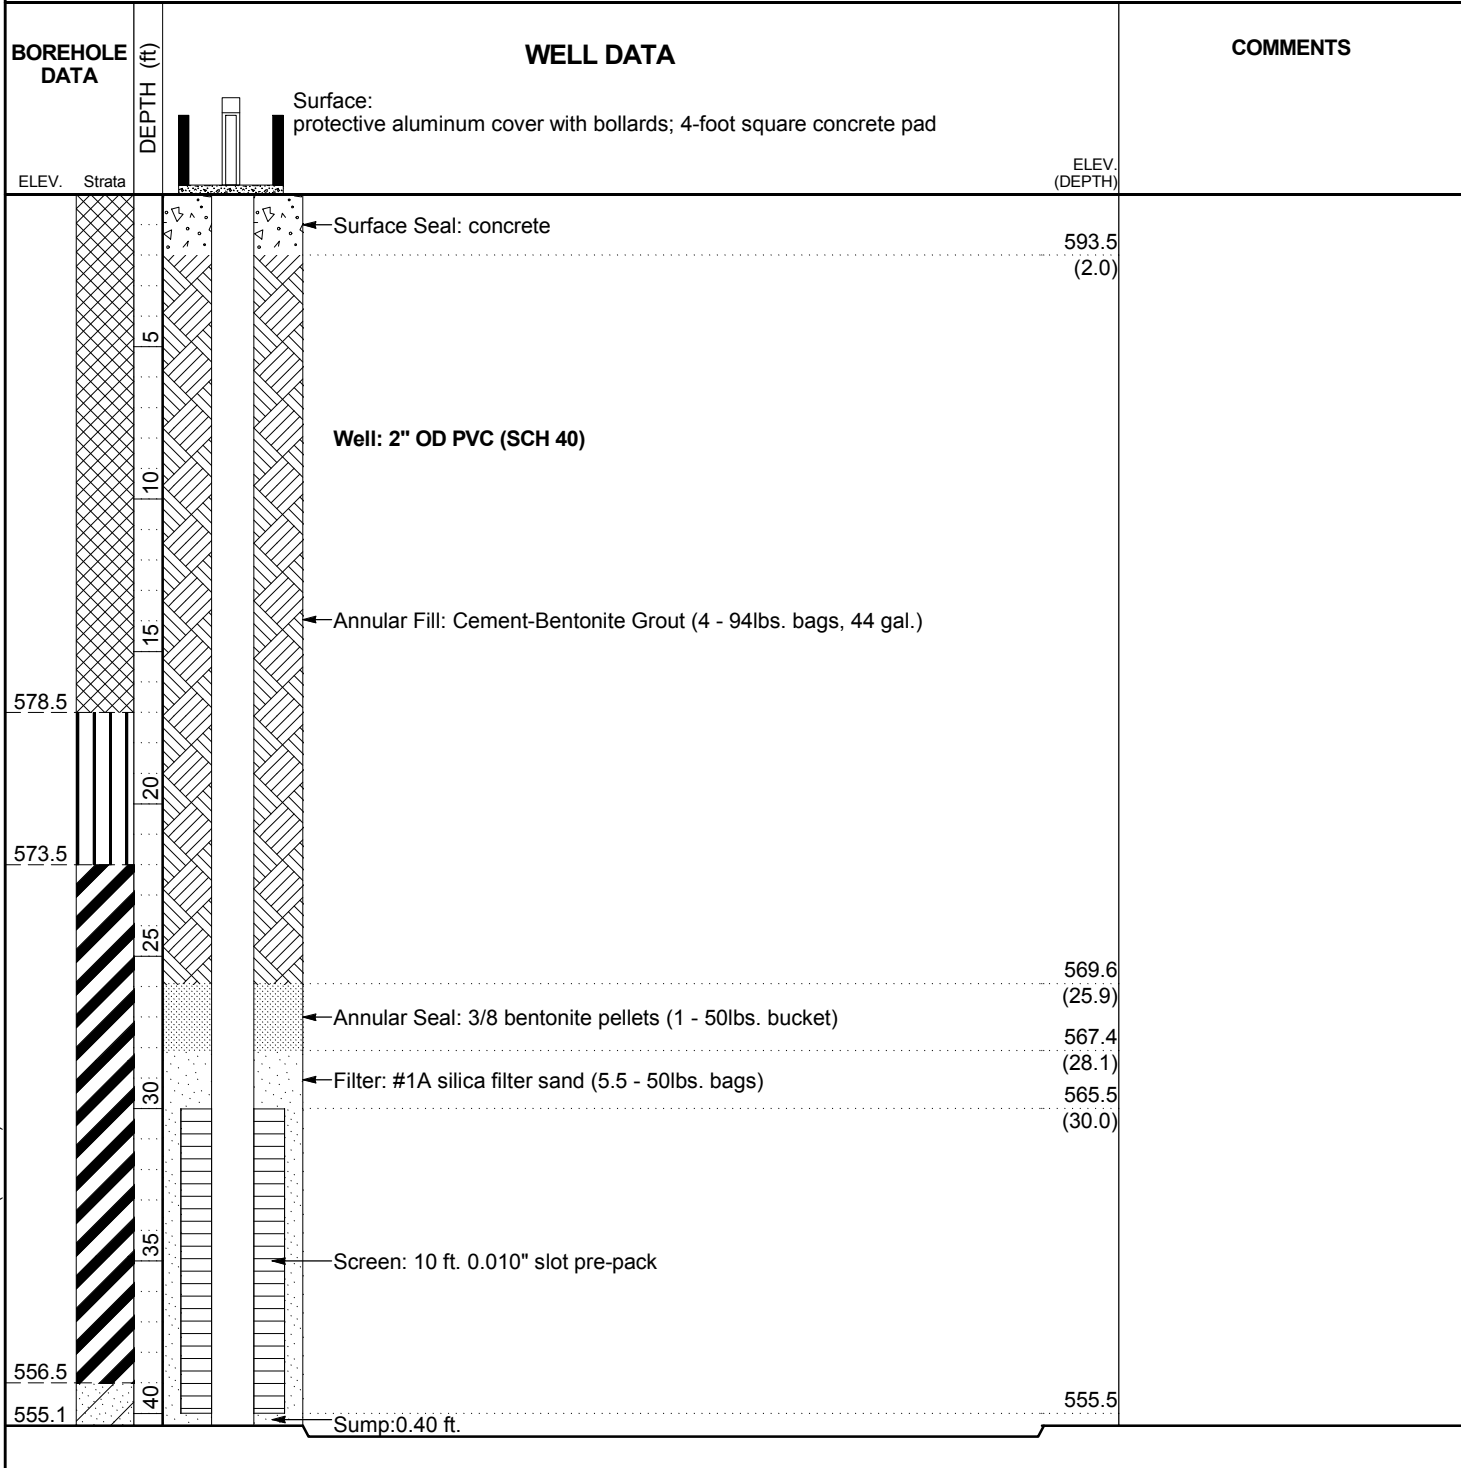 BOREHOLE
DATA
DEPTH (ft)
WELL DATA
COMMENTS
Surface:
protective aluminum cover with bollards; 4-foot square concrete pad
ELEV. Strata
ELEV.
(DEPTH)
Surface Seal: concrete
593.5
(2.0)
5
Well: 2" OD PVC (SCH 40)
10
Annular Fill: Cement-Bentonite Grout (4 - 94lbs. bags, 44 gal.)
15
578.5
20
573.5
25
569.6
(25.9)
Annular Seal: 3/8 bentonite pellets (1 - 50lbs. bucket)
567.4
(28.1)
Filter: #1A silica filter sand (5.5 - 50lbs. bags)
30
565.5
(30.0)
35
Screen: 10 ft. 0.010" slot pre-pack
556.5
40
555.5
555.1
Sump:0.40 ft.